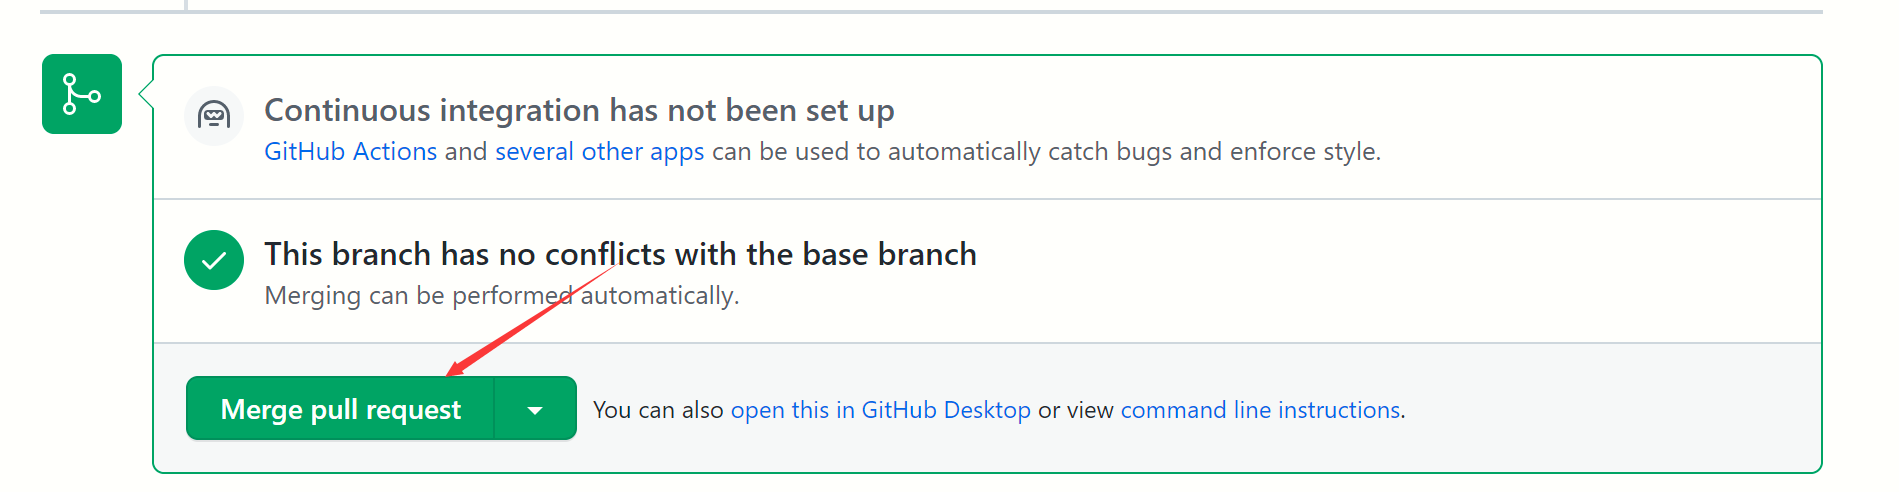 Continuous integration has not been set up
GitHub Actions and several other apps can be used to automatically catch bugs and enforce style.
This branch has no conflicts with the base branch
Merging can be performed automatically.
Merge pull request You can also open this in GitHub Desktop or view command line instructions.